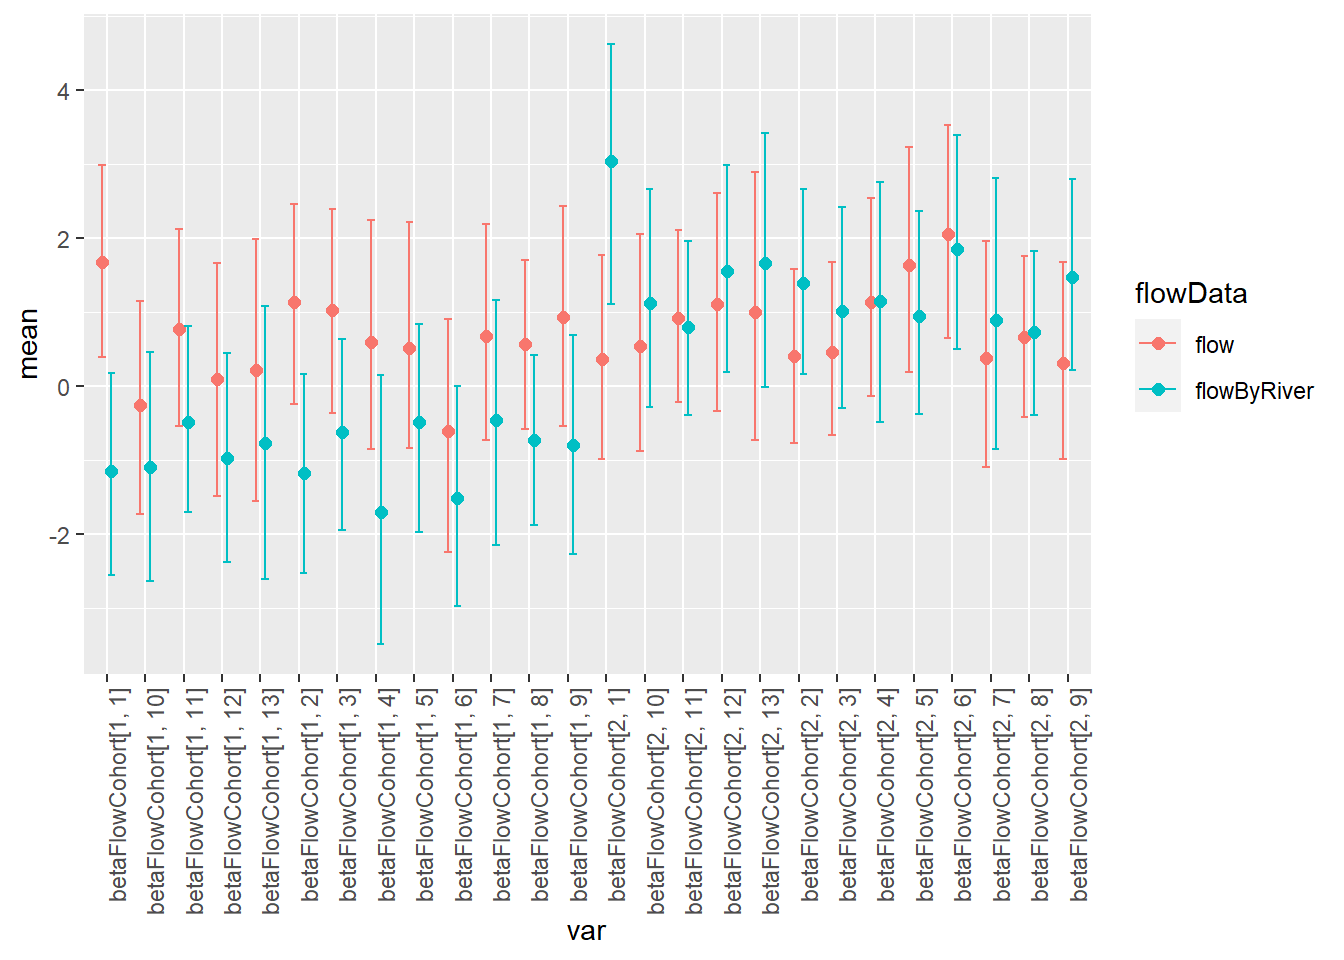 4
2
0
-2
mean
betaFlowCohort[1, 1]
betaFlowCohort[1, 10]
betaFlowCohort[1, 11]
betaFlowCohort[1, 12]
betaFlowCohort[1, 13]
betaFlowCohort[1, 2]
betaFlowCohort[1, 3]
betaFlowCohort[1, 4]
betaFlowCohort[1, 5]
betaFlowCohort[1, 6]
betaFlowCohort[1, 7]
betaFlowCohort[1, 8]
betaFlowCohort[1, 9]
betaFlowCohort[2, 1]
betaFlowCohort[2, 10]
betaFlowCohort[2, 11]
betaFlowCohort[2, 12]
betaFlowCohort[2, 13]
betaFlowCohort[2, 2]
betaFlowCohort[2, 3]
betaFlowCohort[2, 4]
betaFlowCohort[2, 5]
betaFlowCohort[2, 6]
betaFlowCohort[2, 7]
betaFlowCohort[2, 8]
betaFlowCohort[2, 9]
var
flowData
flow
flowByRIver